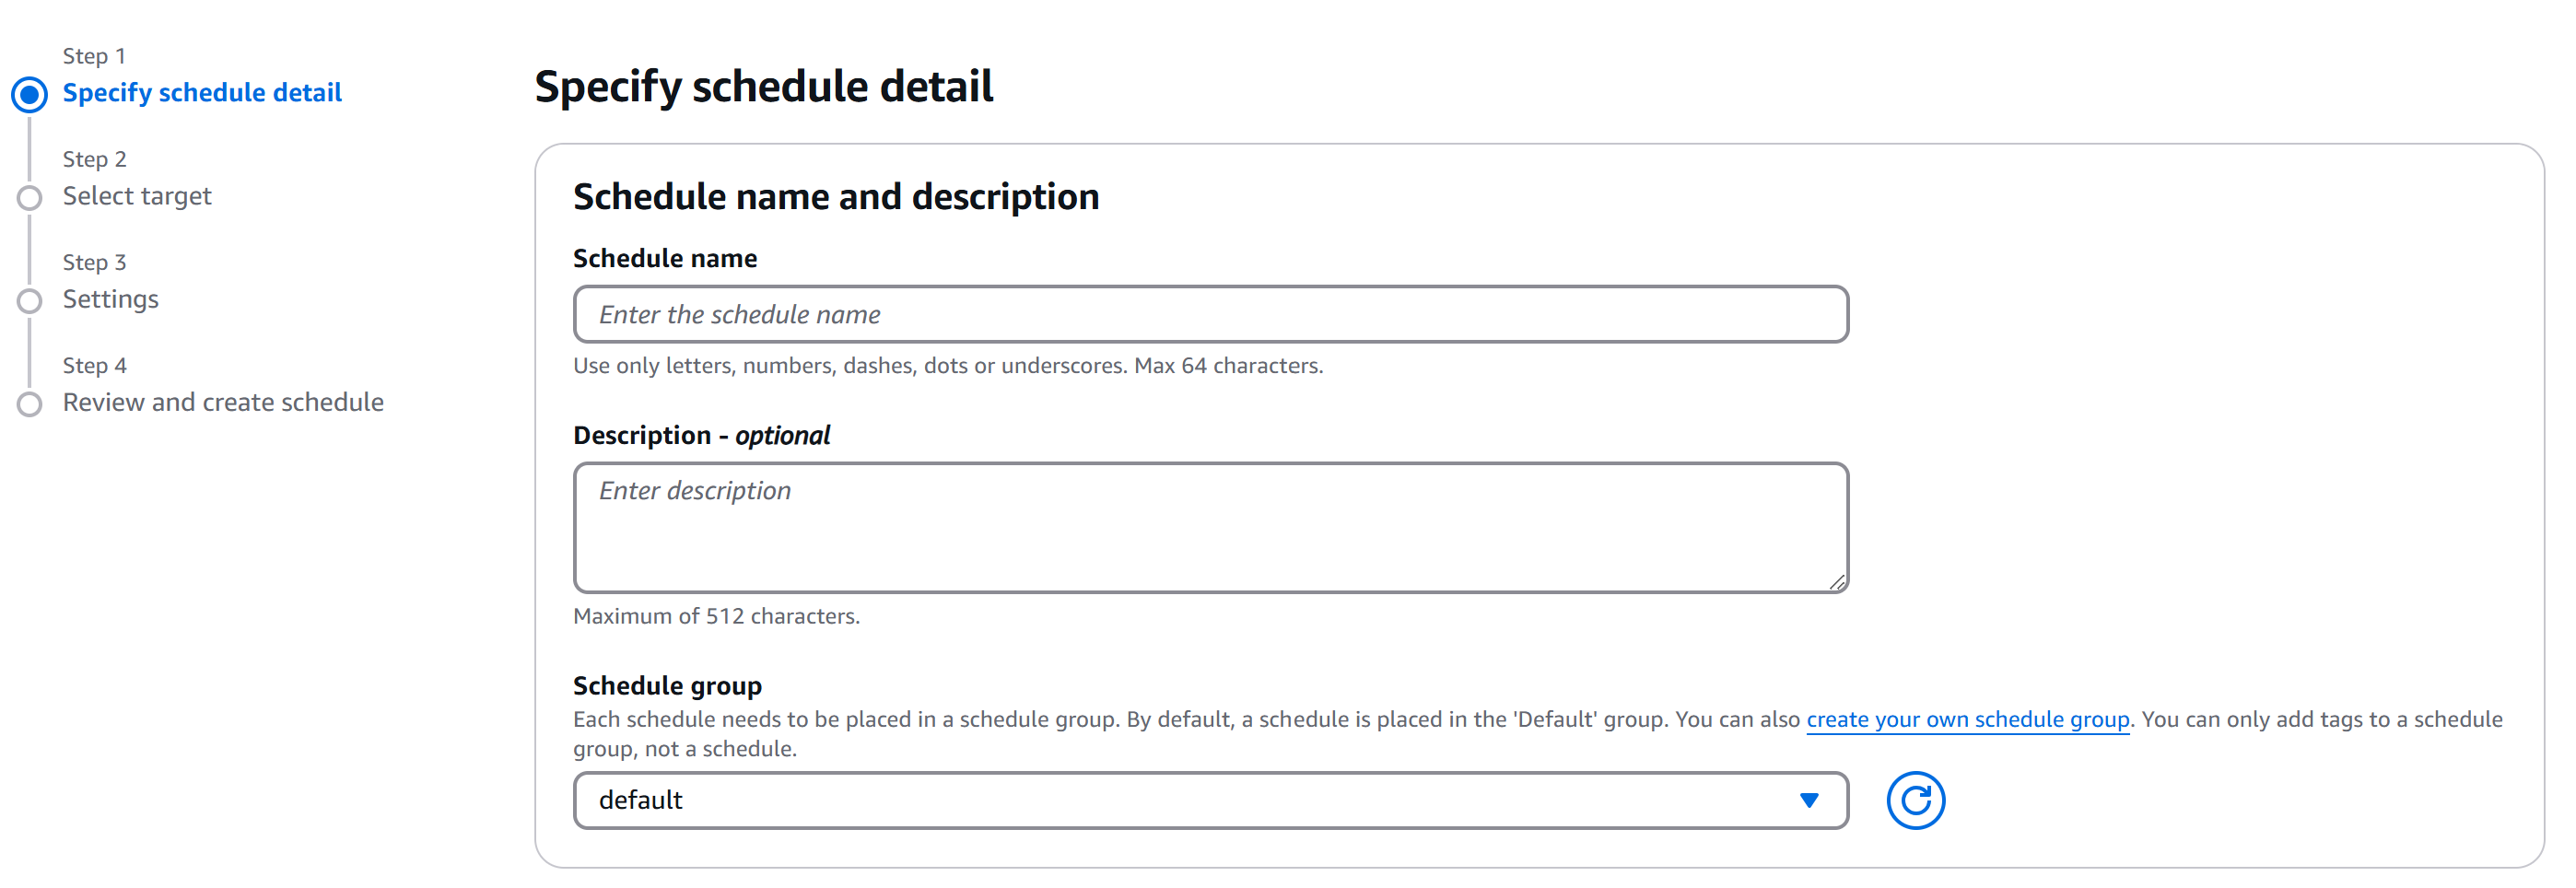 Step 1
Specify schedule detail
Step 2
Select target
Step 3
Settings
Step 4
Review and create schedule
Specify schedule detail
Schedule name and description
Schedule name
Enter the schedule name
Use only letters, numbers, dashes, dots or underscores. Max 64 characters.
Description - optional
Enter description
Maximum of 512 characters.
Schedule group
Each schedule needs to be placed in a schedule group. By default, a schedule is placed in the 'Default' group. You can also create your own schedule group. You can only add tags to a schedule
group, not a schedule.
default